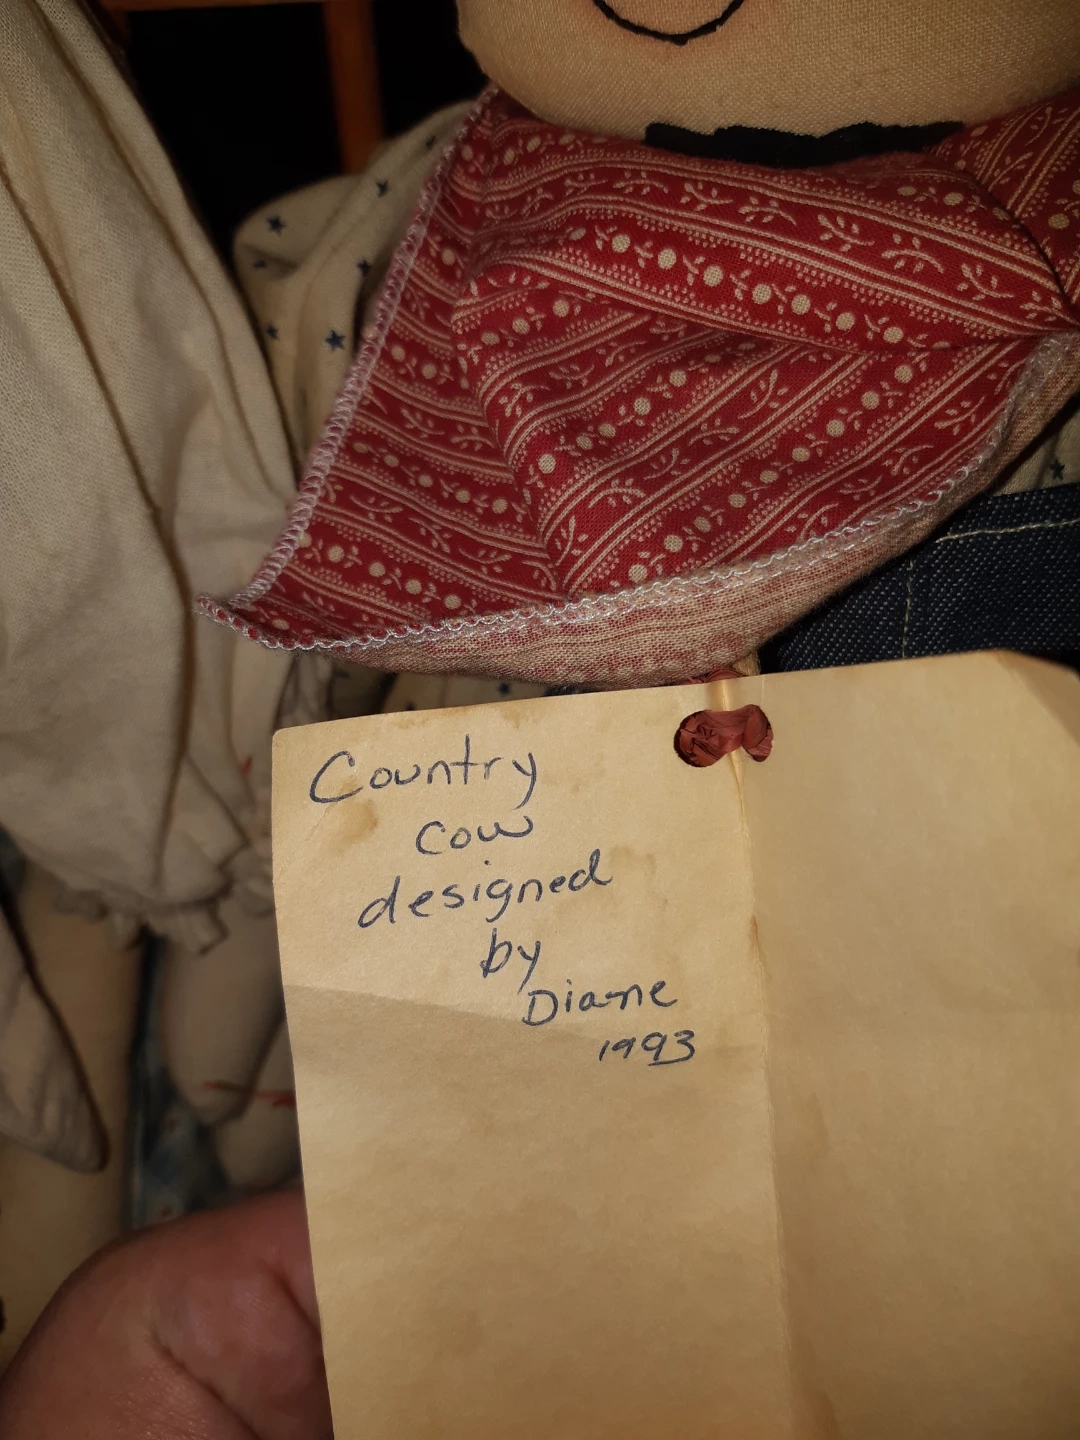 Country
cow
designed
by
Diane
1993